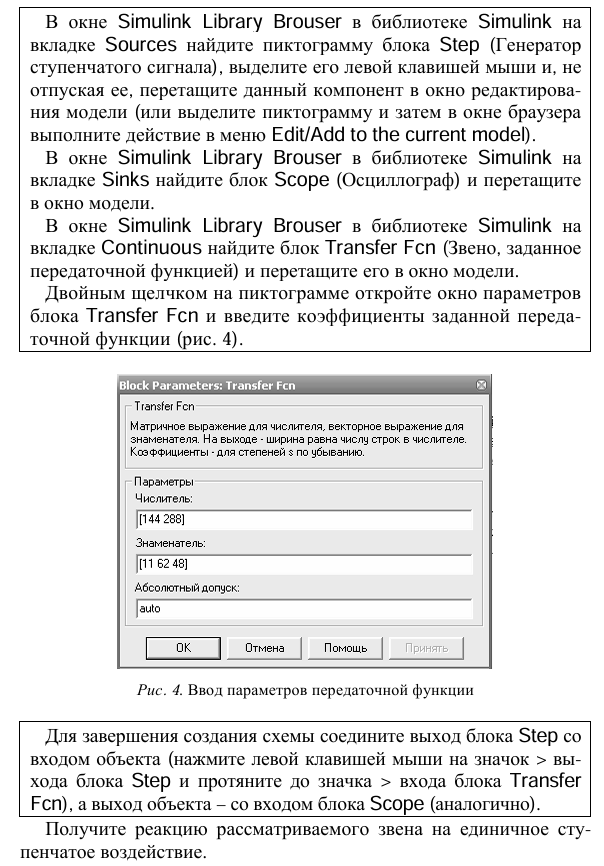 В окне Simulink Library Brouser в библиотеке Simulink на
вкладке Sources найдите пиктограмму блока Step (Генератор
ступенчатого сигнала), выделите его левой клавишей мыши и, не
отпуская ее, перетащите данный компонент в окно редактирова-
ния модели (или выделите пиктограмму и затем в окне браузера
выполните действие в меню Edit/Add to the current model).
В окне Simulink Library Brouser в библиотеке Simulink на
вкладке Sinks найдите блок Scope (Осциллограф) и перетащите
в окно модели.
В окне Simulink Library Brouser в библиотеке Simulink на
вкладке Continuous найдите блок Transfer Fcn (Звено, заданное
передаточной функцией) и перетащите его в окно модели.
Двойным щелчком на пиктограмме откройте окно параметров
блока Transfer Fcn и введите коэффициенты заданной переда-
точной функции (рис. 4).
Block Parameters: Transfer Fcn
Transfer Fcn
Матричное выражение для числителя, векторное выражение для
знаменателя. На выходе - ширина равна числу строк в числителе.
Коэффициенты - для степеней s по убыванию.
Параметры
Числитель:
[144 288]
Знаменатель:
[11 62 48]
Абсолютный допуск:
auto
OK Отмена Помощь Принять
Рис. 4. Ввод параметров передаточной функции
Для завершения создания схемы соедините выход блока Step со
входом объекта (нажмите левой клавишей мыши на значок > вы-
хода блока Step и протяните до значка > входа блока Transfer
Fcn), а выход объекта – со входом блока Scope (аналогично).
Получите реакцию рассматриваемого звена на единичное сту-
пенчатое воздействие.